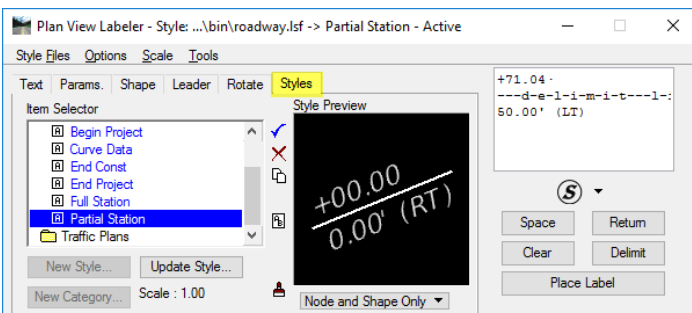 Plan View Labeler - Style: ...\bin\roadway.lsf -> Partial Station - Active
Style Files Options Scale Tools
Text Params. Shape Leader Rotate Styles
Item Selector
Begin Project
Curve Data
End Const
End Project
Full Station
Partial Station
Traffic Plans
New Style...
Update Style...
New Category...
Scale : 1.00
Style Preview
+00.00
0.00' (RT)
Node and Shape Only
+71.04
---d-e-l-i-m-i-t---l-:
50.00' (LT)
S
Space
Return
Clear
Delimit
Place Label